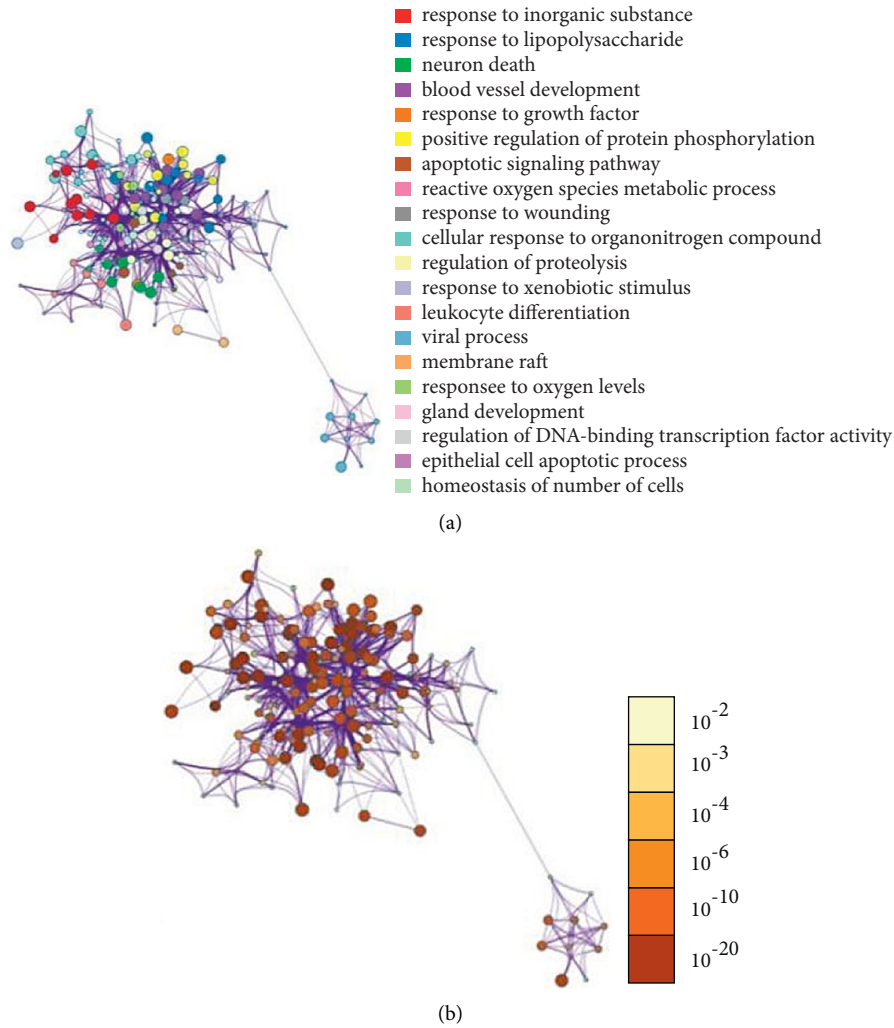 response to inorganic substance
response to lipopolysaccharide
neuron death
blood vessel development
response to growth factor
positive regulation of protein phosphorylation
apoptotic signaling pathway
reactive oxygen species metabolic process
response to wounding
cellular response to organonitrogen compound
regulation of proteolysis
response to xenobiotic stimulus
leukocyte differentiation
viral process
membrane raft
responsee to oxygen levels
gland development
regulation of DNA-binding transcription factor activity
epithelial cell apoptotic process
homeostasis of number of cells
(a)
10^-2
10^-3
10^-4
10^-6
10^-10
10^-20
(b)